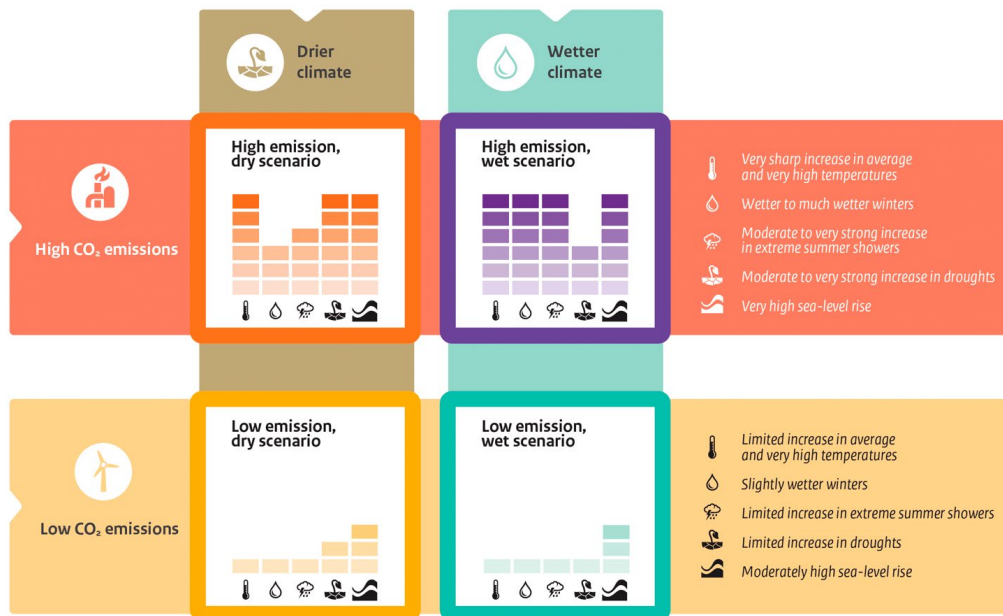 Drier
climate
Wetter
climate
High CO₂ emissions
High emission,
dry scenario
High emission,
wet scenario
Very sharp increase in average
and very high temperatures
Wetter to much wetter winters
Moderate to very strong increase
in extreme summer showers
Moderate to very strong increase in droughts
Very high sea-level rise
Low CO₂ emissions
Low emission,
dry scenario
Low emission,
wet scenario
Limited increase in average
and very high temperatures
Slightly wetter winters
Limited increase in extreme summer showers
Limited increase in droughts
Moderately high sea-level rise